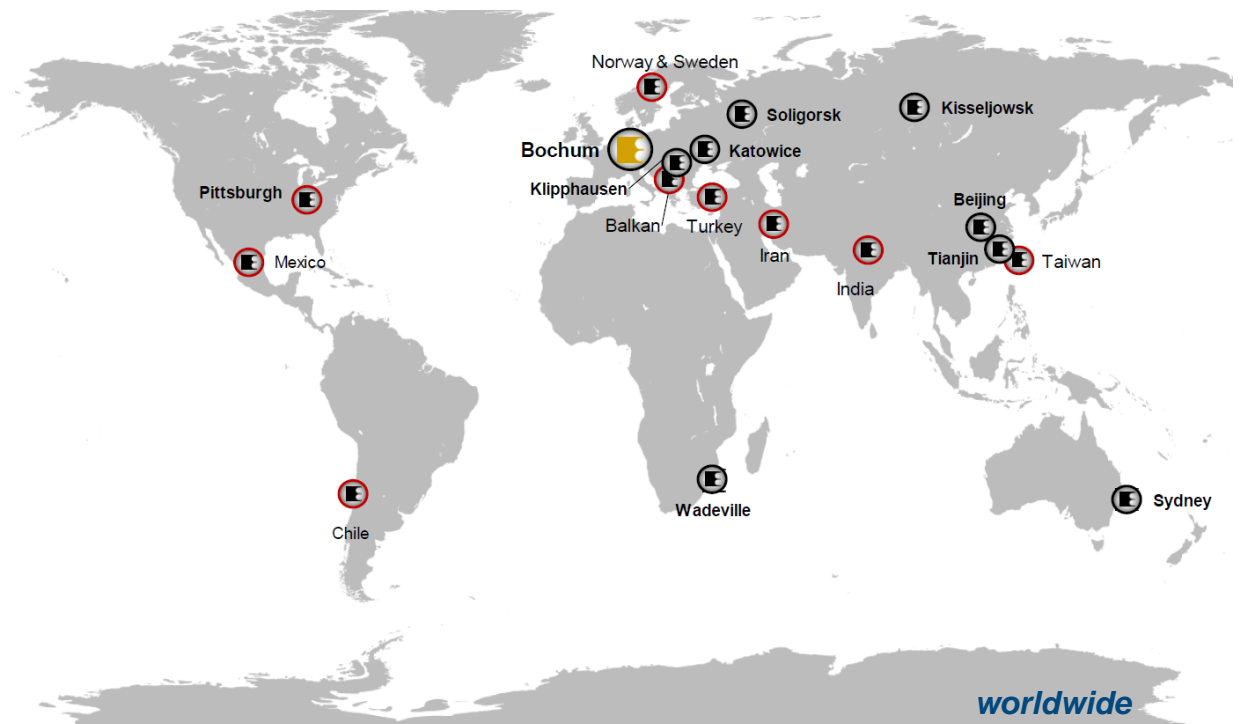 Norway & Sweden
Soligorsk
Kisseljowsk
Bochum
Katowice
Klipphausen
Pittsburgh
Beijing
Balkan
Turkey
Iran
Tianjin
Taiwan
Mexico
India
Wadeville
Sydney
Chile
worldwide